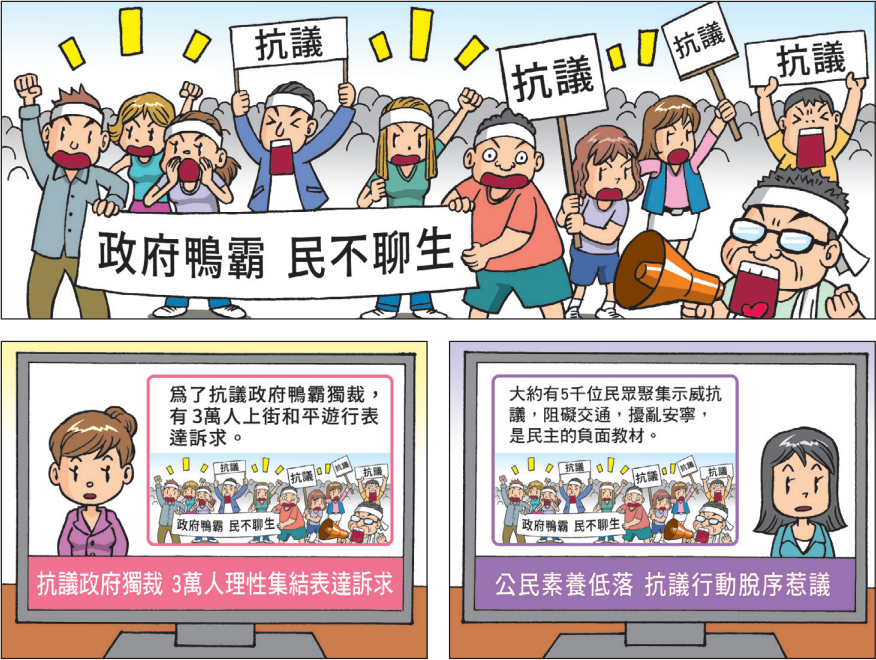 抗議
抗議
抗議
抗議
政府鴨霸 民不聊生
為了抗議政府鴨霸獨裁，
有3萬人上街和平遊行表
達訴求。
抗議
抗議
抗議
抗議
政府鴨霸 民不聊生
抗議政府獨裁 3萬人理性集結表達訴求
大約有5千位民眾聚集示威抗
議，阻礙交通，擾亂安寧，
是民主的負面教材。
抗議
抗議
抗議
抗議
政府鴨霸 民不聊生
公民素養低落 抗議行動脫序惹議